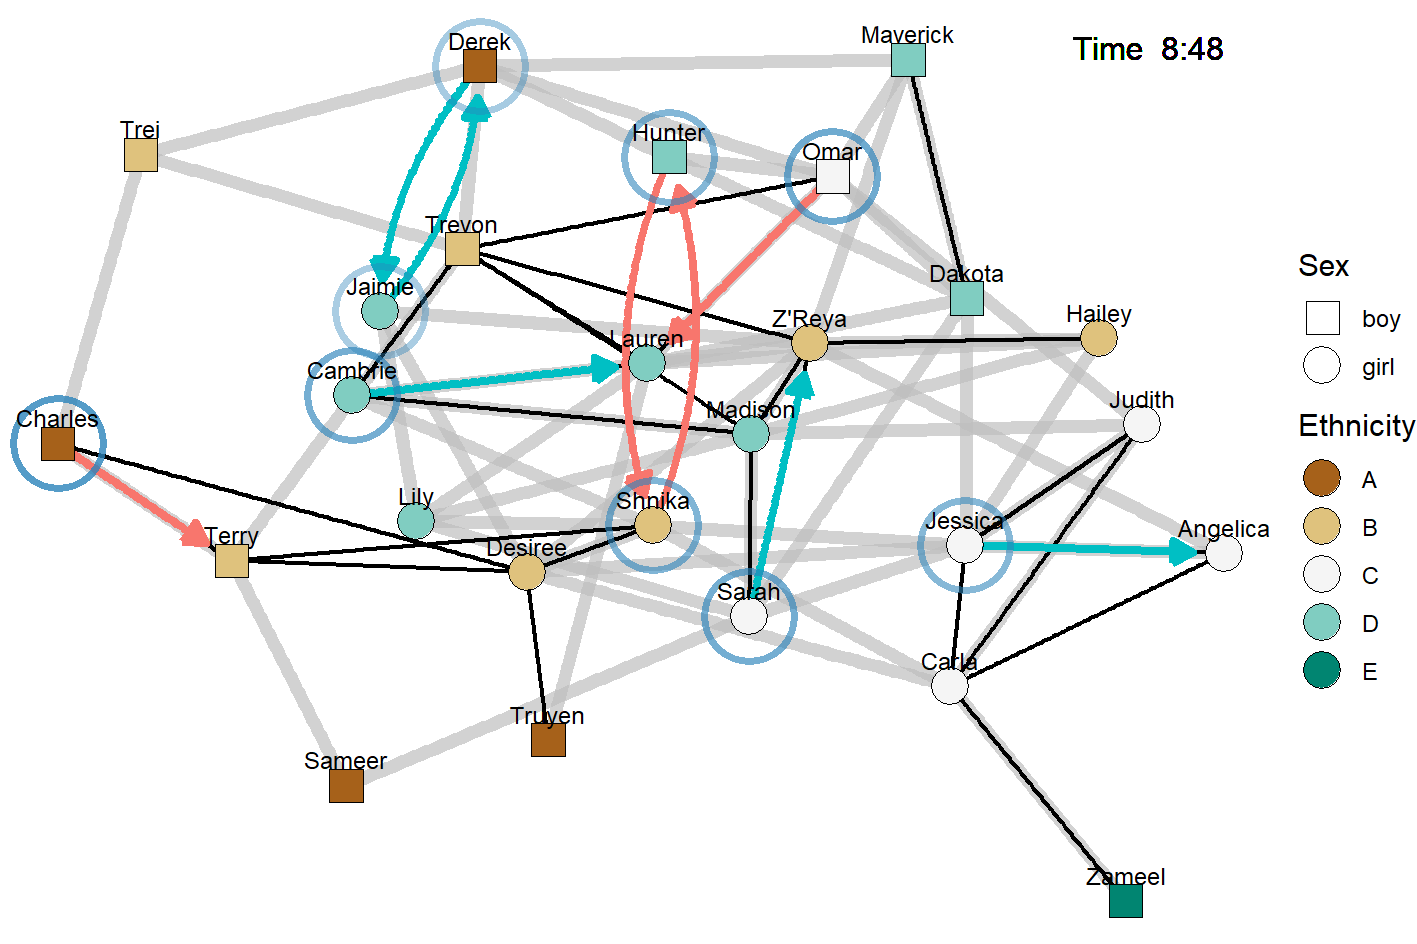 Derek
Maverick
Time 8:48
Trei
Hunter
Omar
Trevon
Dakota
Jaimie
Z'Reya
Hailey
Lauren
Cambrie
Madison
Judith
Charles
Lily
Shnika
Jessica
Angelica
Terry
Desiree
Sarah
Carla
Truyen
Sameer
Zameel
Sex
boy
girl
Ethnicity
A
B
C
D
E